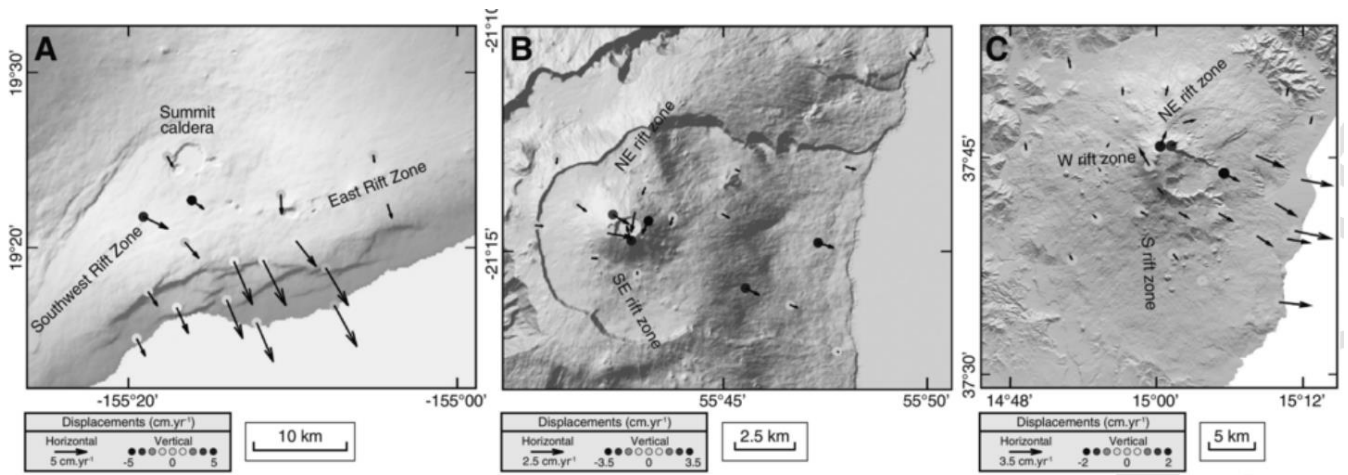 A
19°30'
19°20'
Summit
caldera
East Rift Zone
Southwest Rift Zone
-155°20'
-155°00'
Displacements (cm.yr⁻¹)
Horizontal
Vertical
5 cm.yr⁻¹
-5 0 5
10 km
B
-21°10'
-21°15'
NE rift zone
SE rift zone
55°45'
55°50'
Displacements (cm.yr⁻¹)
Horizontal
Vertical
2.5 cm.yr⁻¹
-3.5 0 3.5
2.5 km
C
37°45'
37°30'
NE rift zone
W rift zone
S rift zone
14°48'
15°00'
15°12'
Displacements (cm.yr⁻¹)
Horizontal
Vertical
3.5 cm.yr⁻¹
-2 0 2
5 km